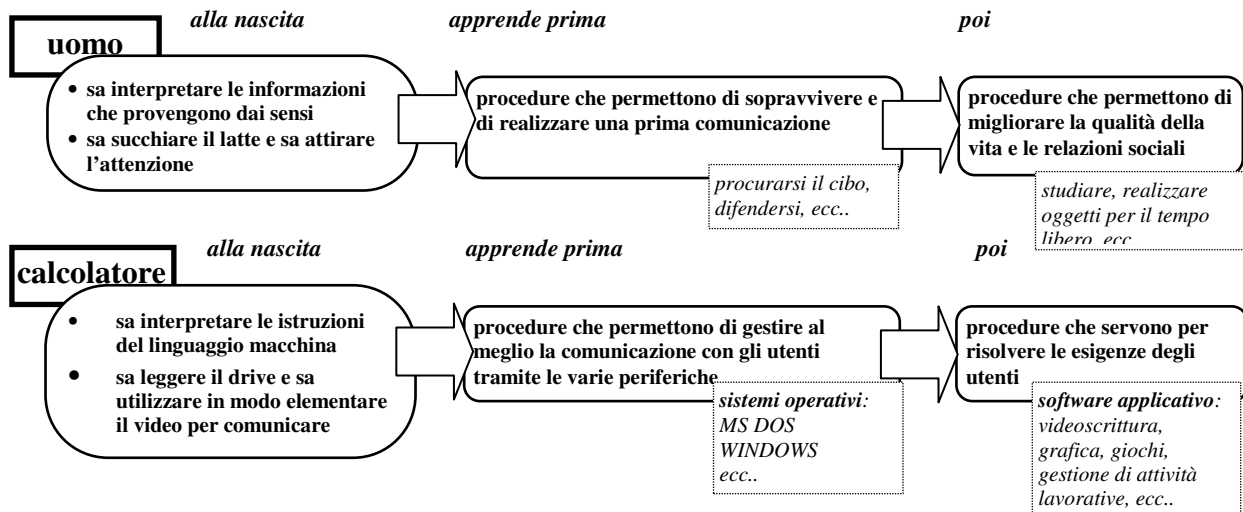 alla nascita apprende prima poi
uomo
• sa interpretare le informazioni
che provengono dai sensi
• sa succhiare il latte e sa attirare
l'attenzione
procedure che permettono di sopravvivere e
di realizzare una prima comunicazione
procurarsi il cibo,
difendersi, ecc..
procedure che permettono di
migliorare la qualità della
vita e le relazioni sociali
studiare, realizzare
oggetti per il tempo
libero, ecc
alla nascita apprende prima poi
calcolatore
• sa interpretare le istruzioni
del linguaggio macchina
• sa leggere il drive e sa
utilizzare in modo elementare
il video per comunicare
procedure che permettono di gestire al
meglio la comunicazione con gli utenti
tramite le varie periferiche
sistemi operativi:
MS DOS
WINDOWS
ecc..
procedure che servono per
risolvere le esigenze degli
utenti
software applicativo:
videoscrittura,
grafica, giochi,
gestione di attività
lavorative, ecc..